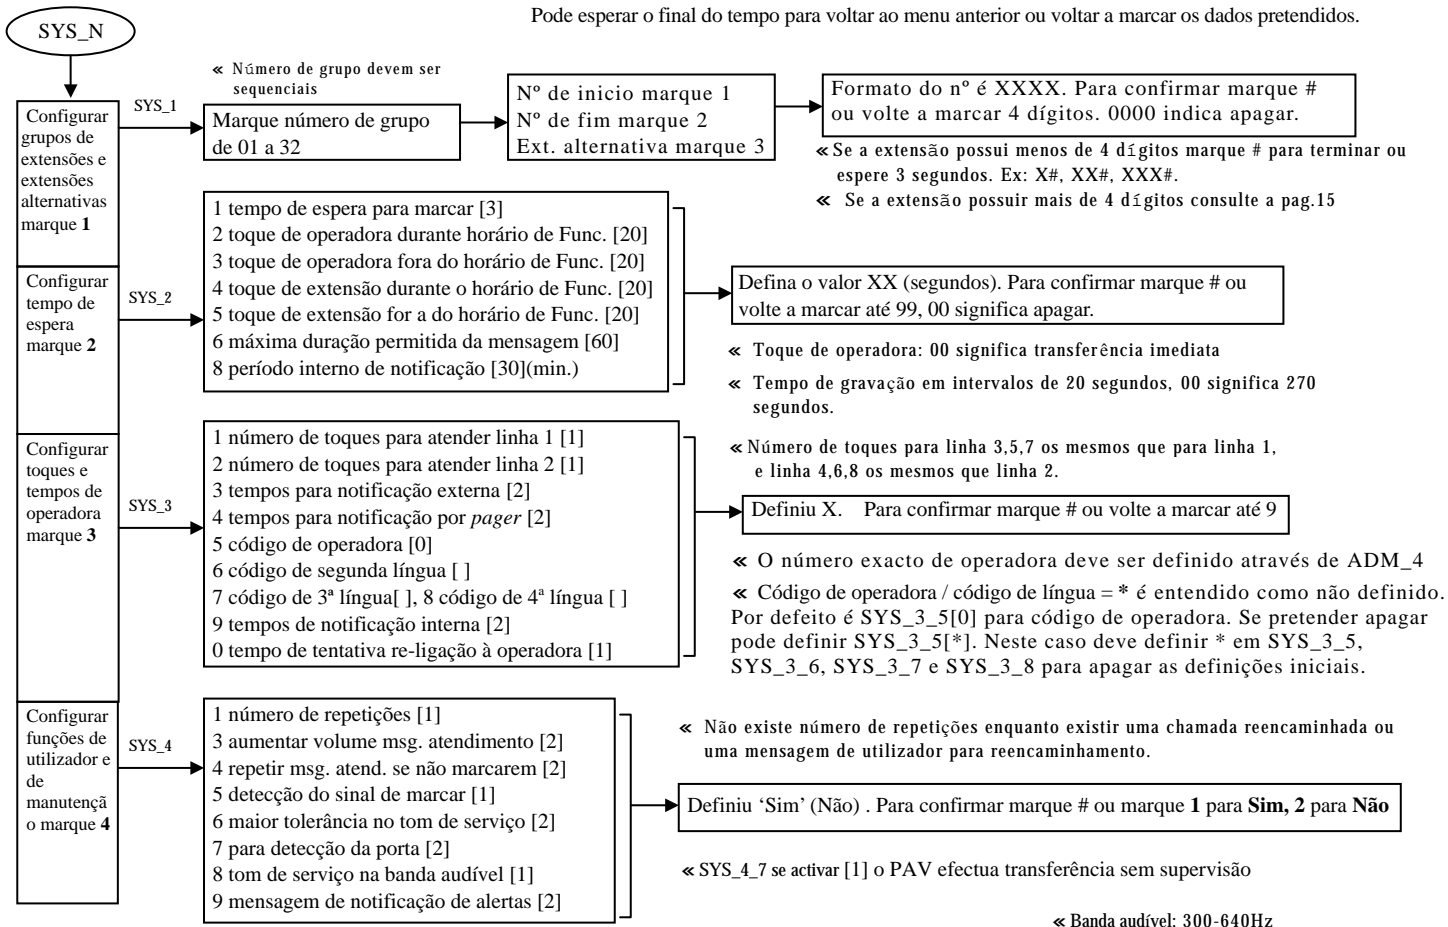 Pode esperar o final do tempo para voltar ao menu anterior ou voltar a marcar os dados pretendidos.
SYS_N
Configurar
grupos de
extensões e
extensões
alternativas
marque 1
SYS_1
« Número de grupo devem ser
sequenciais
Marque número de grupo
de 01 a 32
Nº de inicio marque 1
Nº de fim marque 2
Ext. alternativa marque 3
Formato do nº é XXXX. Para confirmar marque #
ou volte a marcar 4 dígitos. 0000 indica apagar.
« Se a extensão possui menos de 4 dígitos marque # para terminar ou
espere 3 segundos. Ex: X#, XX#, XXX#.
« Se a extensão possuir mais de 4 dígitos consulte a pag.15
Configurar
tempo de
espera
marque 2
SYS_2
1 tempo de espera para marcar [3]
2 toque de operadora durante horário de Func. [20]
3 toque de operadora fora do horário de Func. [20]
4 toque de extensão durante o horário de Func. [20]
5 toque de extensão for a do horário de Func. [20]
6 máxima duração permitida da mensagem [60]
8 período interno de notificação [30](min.)
Defina o valor XX (segundos). Para confirmar marque # ou
volte a marcar até 99, 00 significa apagar.
« Toque de operadora: 00 significa transferência imediata
« Tempo de gravação em intervalos de 20 segundos, 00 significa 270
segundos.
Configurar
toques e
tempos de
operadora
marque 3
SYS_3
1 número de toques para atender linha 1 [1]
2 número de toques para atender linha 2 [1]
3 tempos para notificação externa [2]
4 tempos para notificação por pager [2]
5 código de operadora [0]
6 código de segunda língua [ ]
7 código de 3ª língua[ ], 8 código de 4ª língua [ ]
9 tempos de notificação interna [2]
0 tempo de tentativa re-ligação à operadora [1]
« Número de toques para linha 3,5,7 os mesmos que para linha 1,
e linha 4,6,8 os mesmos que linha 2.
Definiu X. Para confirmar marque # ou volte a marcar até 9
« O número exacto de operadora deve ser definido através de ADM_4
« Código de operadora / código de língua = * é entendido como não definido.
Por defeito é SYS_3_5[0] para código de operadora. Se pretender apagar
pode definir SYS_3_5[*]. Neste caso deve definir * em SYS_3_5,
SYS_3_6, SYS_3_7 e SYS_3_8 para apagar as definições iniciais.
Configurar
funções de
utilizador e
de
manutençã
o marque 4
SYS_4
1 número de repetições [1]
3 aumentar volume msg. atendimento [2]
4 repetir msg. atend. se não marcarem [2]
5 detecção do sinal de marcar [1]
6 maior tolerância no tom de serviço [2]
7 para detecção da porta [2]
8 tom de serviço na banda audível [1]
9 mensagem de notificação de alertas [2]
« Não existe número de repetições enquanto existir uma chamada reencaminhada ou
uma mensagem de utilizador para reencaminhamento.
Definiu ‘Sim’ (Não) . Para confirmar marque # ou marque 1 para Sim, 2 para Não
« SYS_4_7 se activar [1] o PAV efectua transferência sem supervisão
« Banda audível: 300-640Hz